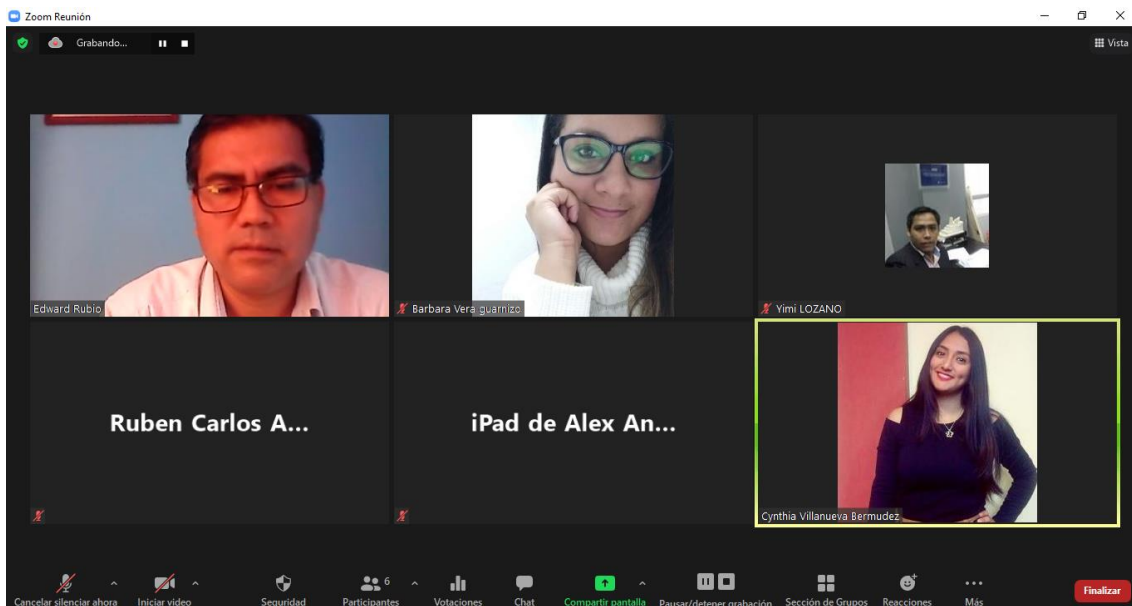 Zoom Reunión
Grabando...
Vista
Edward Rubio
Barbara Vera guarnizo
Yimi LOZANO
Ruben Carlos A...
iPad de Alex An...
Cynthia Villanueva Bermudez
Cancelar silenciar ahora
Iniciar video
Seguridad
6
Participantes
Votaciones
Chat
Compartir pantalla
Pausar/detener grabación
Sección de Grupos
Reacciones
Más
Finalizar